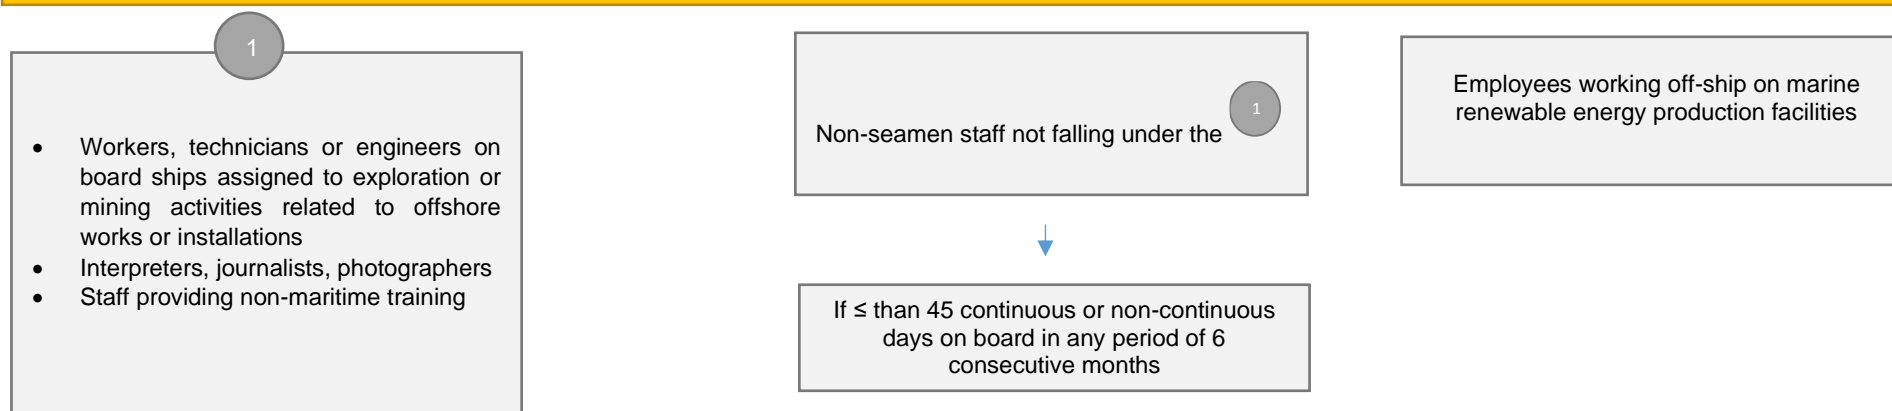 1
• Workers, technicians or engineers on
board ships assigned to exploration or
mining activities related to offshore
works or installations
• Interpreters, journalists, photographers
• Staff providing non-maritime training
1
Non-seamen staff not falling under the
If ≤ than 45 continuous or non-continuous
days on board in any period of 6
consecutive months
Employees working off-ship on marine
renewable energy production facilities